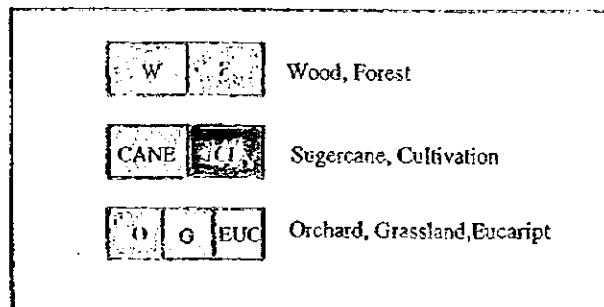 W Wood, Forest
CANE Sugercane, Cultivation
O G EUC Orchard, Grassland,Eucaript